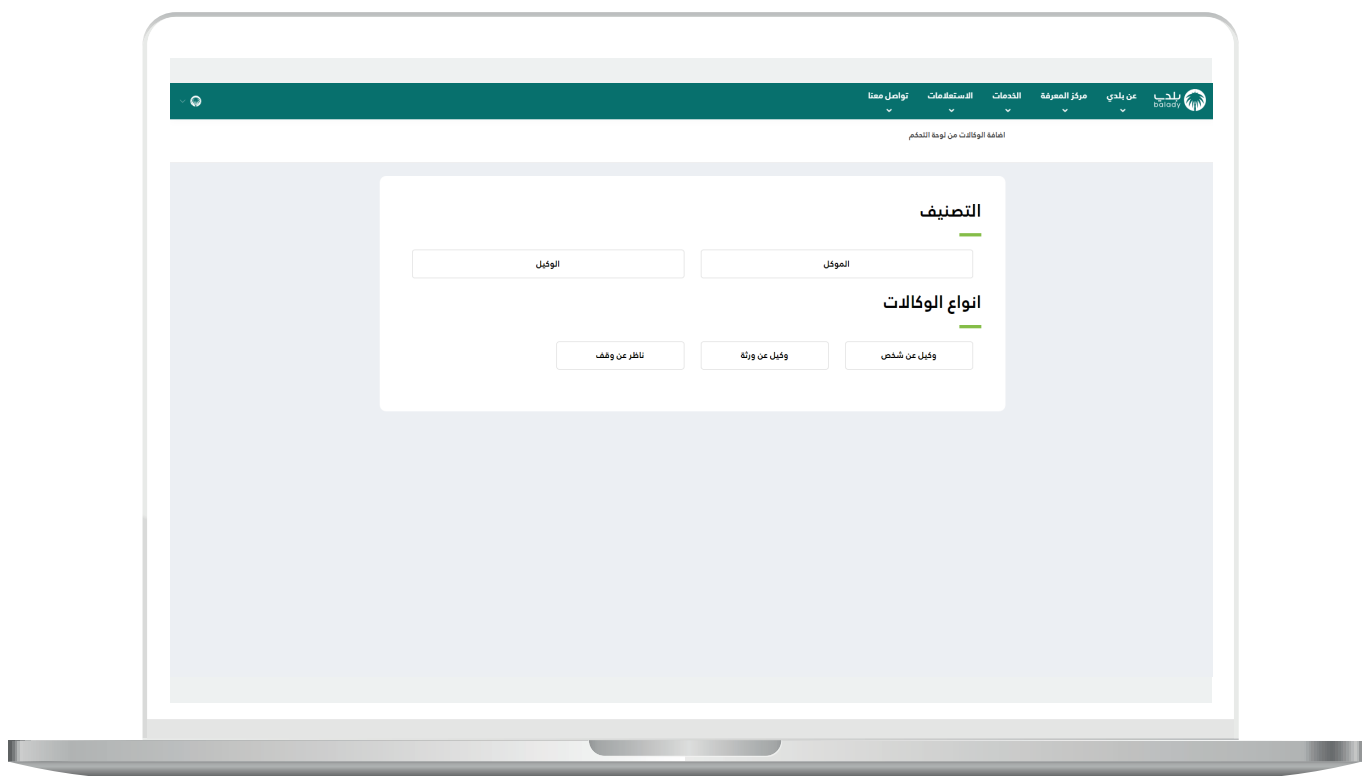 بلدي
balady
عن بلدي
مركز المعرفة
الخدمات
الاستعلامات
تواصل معنا
اضافة الوكالات من لوحة التحكم
التصنيف
الموكل
الوكيل
انواع الوكالات
وكيل عن شخص
وكيل عن ورثة
ناظر عن وقف